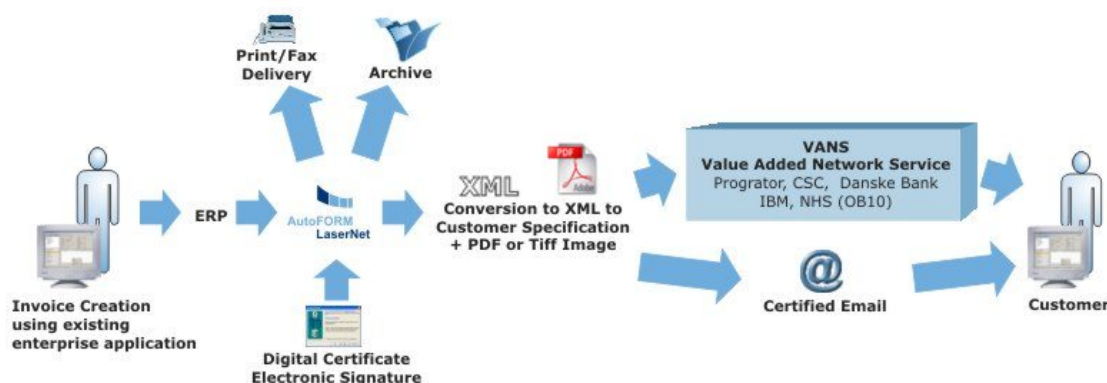 Print/Fax
Delivery
Archive
PDF
Adobe
XML
VANS
Value Added Network Service
Progrator, CSC, Danske Bank
IBM, NHS (OB10)
ERP
AutoFORM
LaserNet
Conversion to XML to
Customer Specification
+ PDF or Tiff Image
@
Certified Email
Customer
Invoice Creation
using existing
enterprise application
Digital Certificate
Electronic Signature